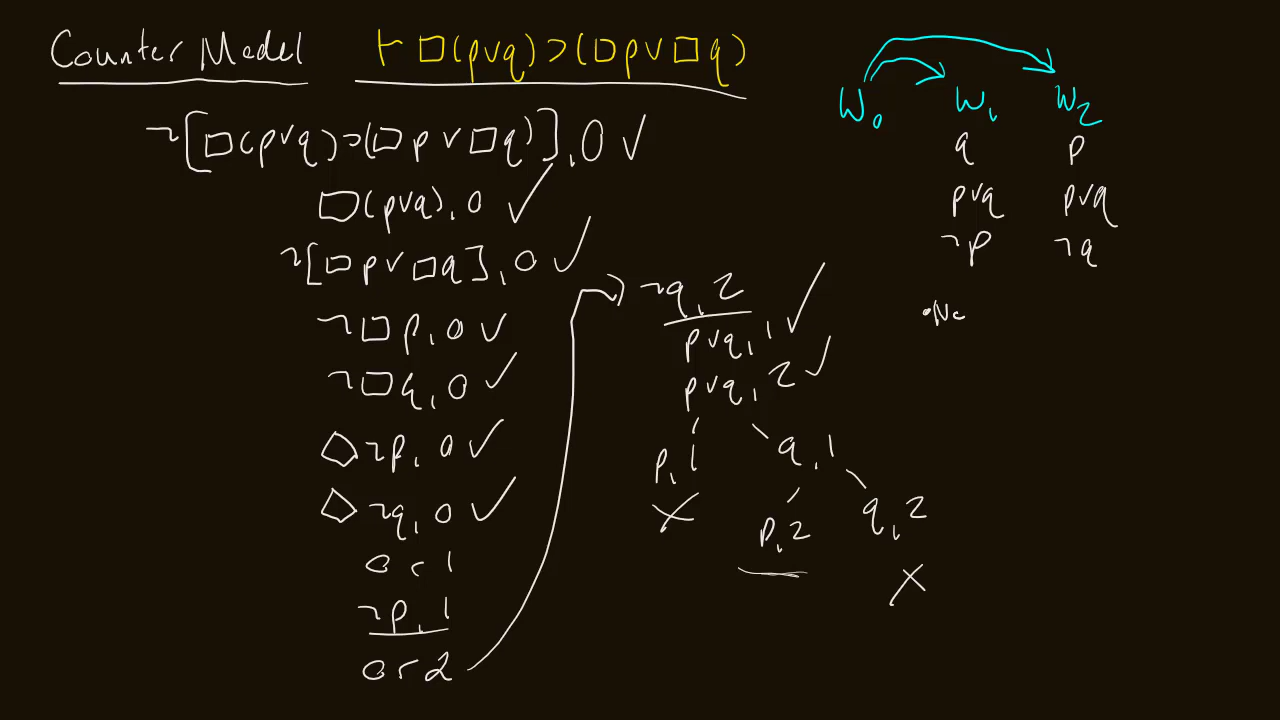 Counter Model ⊢ □(p∨q)⊃(□p∨□q)
¬[□(p∨q)⊃(□p∨□q)],0 ✓
□(p∨q),0 ✓
¬[□p∨□q],0 ✓
¬□p,0 ✓
¬□q,0 ✓
◇¬p,0 ✓
◇¬q,0 ✓
0r1
¬p,1
0r2
¬q,2
p∨q,1 ✓
p∨q,2 ✓
p,1 q,1
X
p,2 q,2
X
W₀ W₁ W₂
q p
p∨q p∨q
¬p ¬q